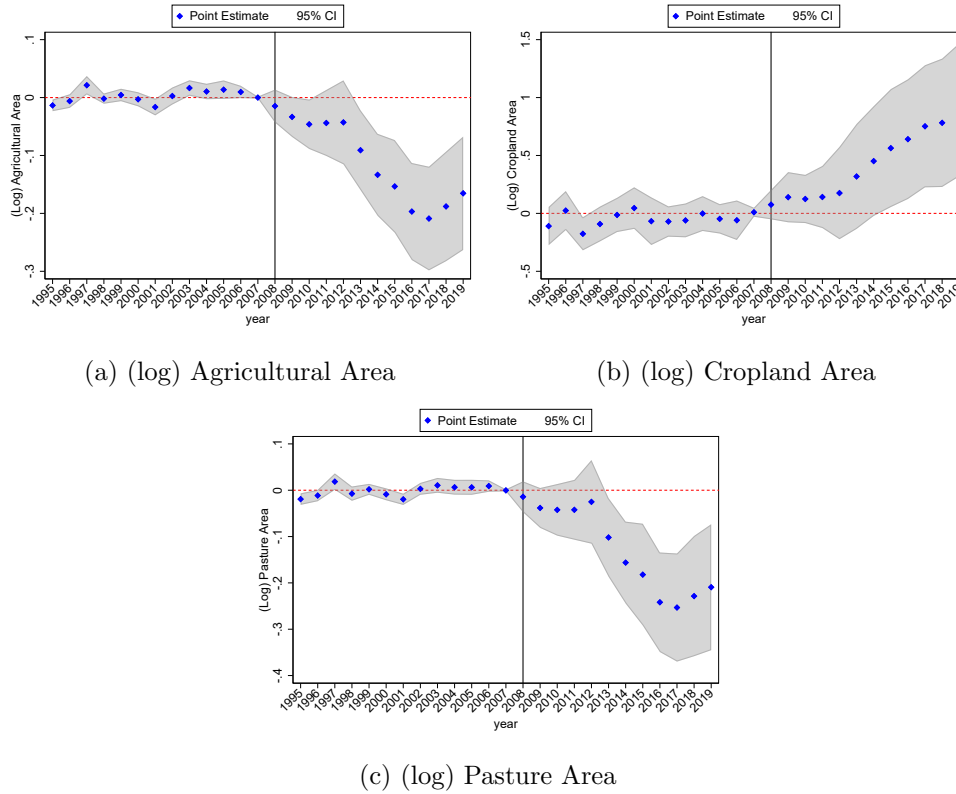 Point Estimate 95% CI
(Log) Agricultural Area
.1
0
-.1
-.2
-.3
1995 1996 1997 1998 1999 2000 2001 2002 2003 2004 2005 2006 2007 2008 2009 2010 2011 2012 2013 2014 2015 2016 2017 2018 2019
year
(a) (log) Agricultural Area
Point Estimate 95% CI
(Log) Cropland Area
1.5
1
.5
0
-.5
1995 1996 1997 1998 1999 2000 2001 2002 2003 2004 2005 2006 2007 2008 2009 2010 2011 2012 2013 2014 2015 2016 2017 2018 2019
year
(b) (log) Cropland Area
Point Estimate 95% CI
(Log) Pasture Area
.1
0
-.1
-.2
-.3
-.4
1995 1996 1997 1998 1999 2000 2001 2002 2003 2004 2005 2006 2007 2008 2009 2010 2011 2012 2013 2014 2015 2016 2017 2018 2019
year
(c) (log) Pasture Area